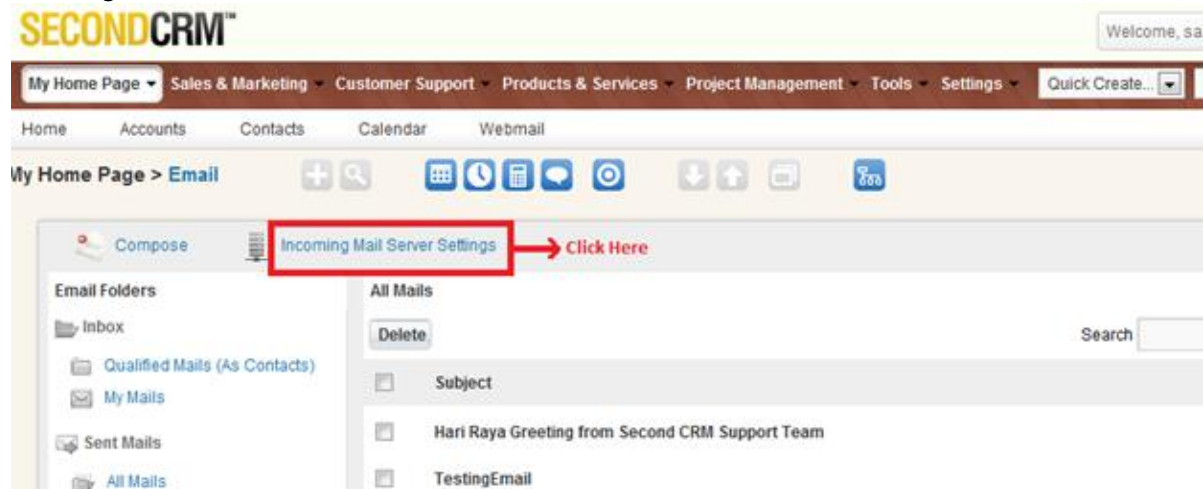 SECONDCRM™
Welcome, sa
My Home Page Sales & Marketing Customer Support Products & Services Project Management Tools Settings Quick Create...
Home Accounts Contacts Calendar Webmail
My Home Page > Email
Compose Incoming Mail Server Settings Click Here
Email Folders
All Mails
Inbox
Delete
Search
Qualified Mails (As Contacts)
Subject
My Mails
Hari Raya Greeting from Second CRM Support Team
Sent Mails
All Mails
TestingEmail